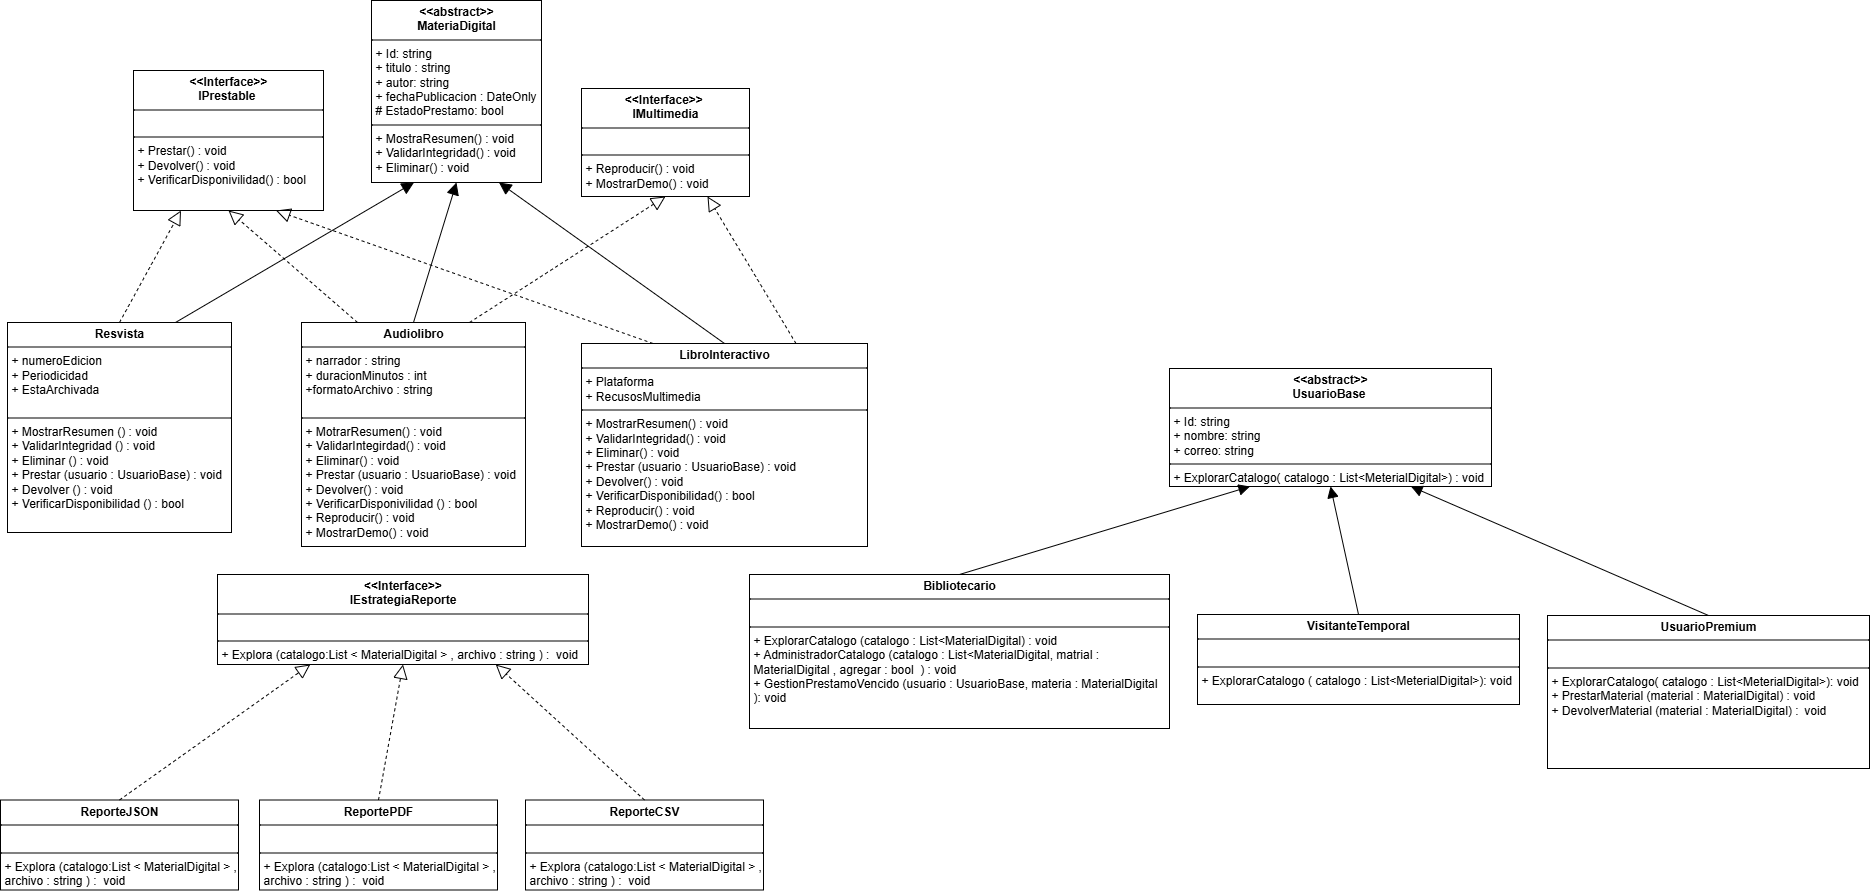 <<abstract>>
MateriaDigital
+ Id: string
+ titulo : string
+ autor: string
+ fechaPublicacion : DateOnly
# EstadoPrestamo: bool
+ MostraResumen() : void
+ ValidarIntegridad() : void
+ Eliminar() : void
<<Interface>>
IPrestable
+ Prestar() : void
+ Devolver() : void
+ VerificarDisponivilidad() : bool
<<Interface>>
IMultimedia
+ Reproducir() : void
+ MostrarDemo() : void
Resvista
+ numeroEdicion
+ Periodicidad
+ EstaArchivada
+ MostrarResumen () : void
+ ValidarIntegridad () : void
+ Eliminar () : void
+ Prestar (usuario : UsuarioBase) : void
+ Devolver () : void
+ VerificarDisponibilidad () : bool
Audiolibro
+ narrador : string
+ duracionMinutos : int
+formatoArchivo : string
+ MotrarResumen() : void
+ ValidarIntegirdad() : void
+ Eliminar() : void
+ Prestar (usuario : UsuarioBase) : void
+ Devolver() : void
+ VerificarDisponivilidad () : bool
+ Reproducir() : void
+ MostrarDemo() : void
LibroInteractivo
+ Plataforma
+ RecusosMultimedia
+ MostrarResumen() : void
+ ValidarIntegridad() : void
+ Eliminar() : void
+ Prestar (usuario : UsuarioBase) : void
+ Devolver() : void
+ VerificarDisponibilidad() : bool
+ Reproducir() : void
+ MostrarDemo() : void
<<abstract>>
UsuarioBase
+ Id: string
+ nombre: string
+ correo: string
+ ExplorarCatalogo( catalogo : List<MeterialDigital>) : void
<<Interface>>
IEstrategiaReporte
+ Explora (catalogo:List < MaterialDigital > , archivo : string ) :  void
Bibliotecario
+ ExplorarCatalogo (catalogo : List<MaterialDigital) : void
+ AdministradorCatalogo (catalogo : List<MaterialDigital, matrial :
MaterialDigital , agregar : bool  ) : void
+ GestionPrestamoVencido (usuario : UsuarioBase, materia : MaterialDigital
): void
VisitanteTemporal
+ ExplorarCatalogo ( catalogo : List<MeterialDigital>): void
UsuarioPremium
+ ExplorarCatalogo( catalogo : List<MeterialDigital>): void
+ PrestarMaterial (material : MaterialDigital) : void
+ DevolverMaterial (material : MaterialDigital) :  void
ReporteJSON
+ Explora (catalogo:List < MaterialDigital > ,
archivo : string ) :  void
ReportePDF
+ Explora (catalogo:List < MaterialDigital > ,
archivo : string ) :  void
ReporteCSV
+ Explora (catalogo:List < MaterialDigital > ,
archivo : string ) :  void